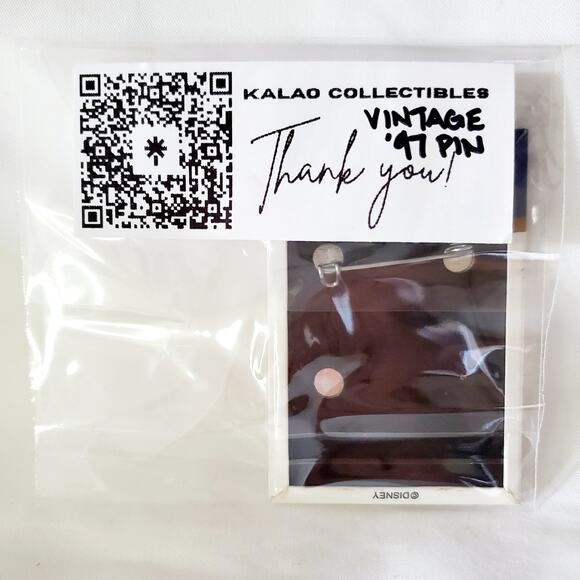 KALAO COLLECTIBLES
VINTAGE
'97 PIN
Thank you!
©DISNEY